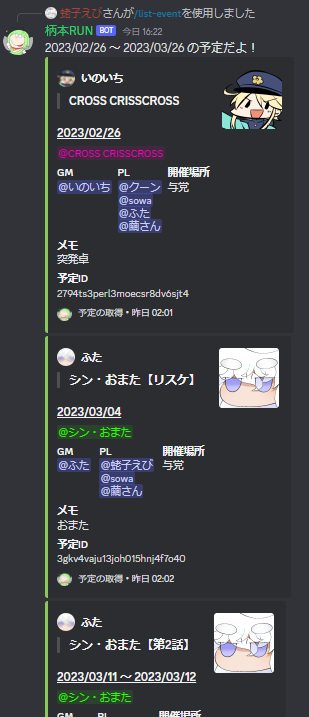 蛯子えびさんが/list-eventを使用しました
柄本RUN BOT 今日 16:22
2023/02/26 ～ 2023/03/26 の予定だよ！
いのいち
CROSS CRISSCROSS
2023/02/26
@CROSS CRISSCROSS
GM PL 開催場所
@いのいち @クーン 与党
@sowa
@ふた
@繭さん
メモ
突発卓
予定ID
2794ts3perl3moecsr8dv6sjt4
予定の取得・昨日 02:01
ふた
シン・おまた【リスケ】
2023/03/04
@シン・おまた
GM PL 開催場所
@ふた @蛯子えび 与党
@sowa
@繭さん
メモ
おまた
予定ID
3gkv4vaju13joh015hnj4f7o40
予定の取得・昨日 02:02
ふた
シン・おまた【第2話】
2023/03/11 ～ 2023/03/12
@シン・おまた
GM PL 開催場所